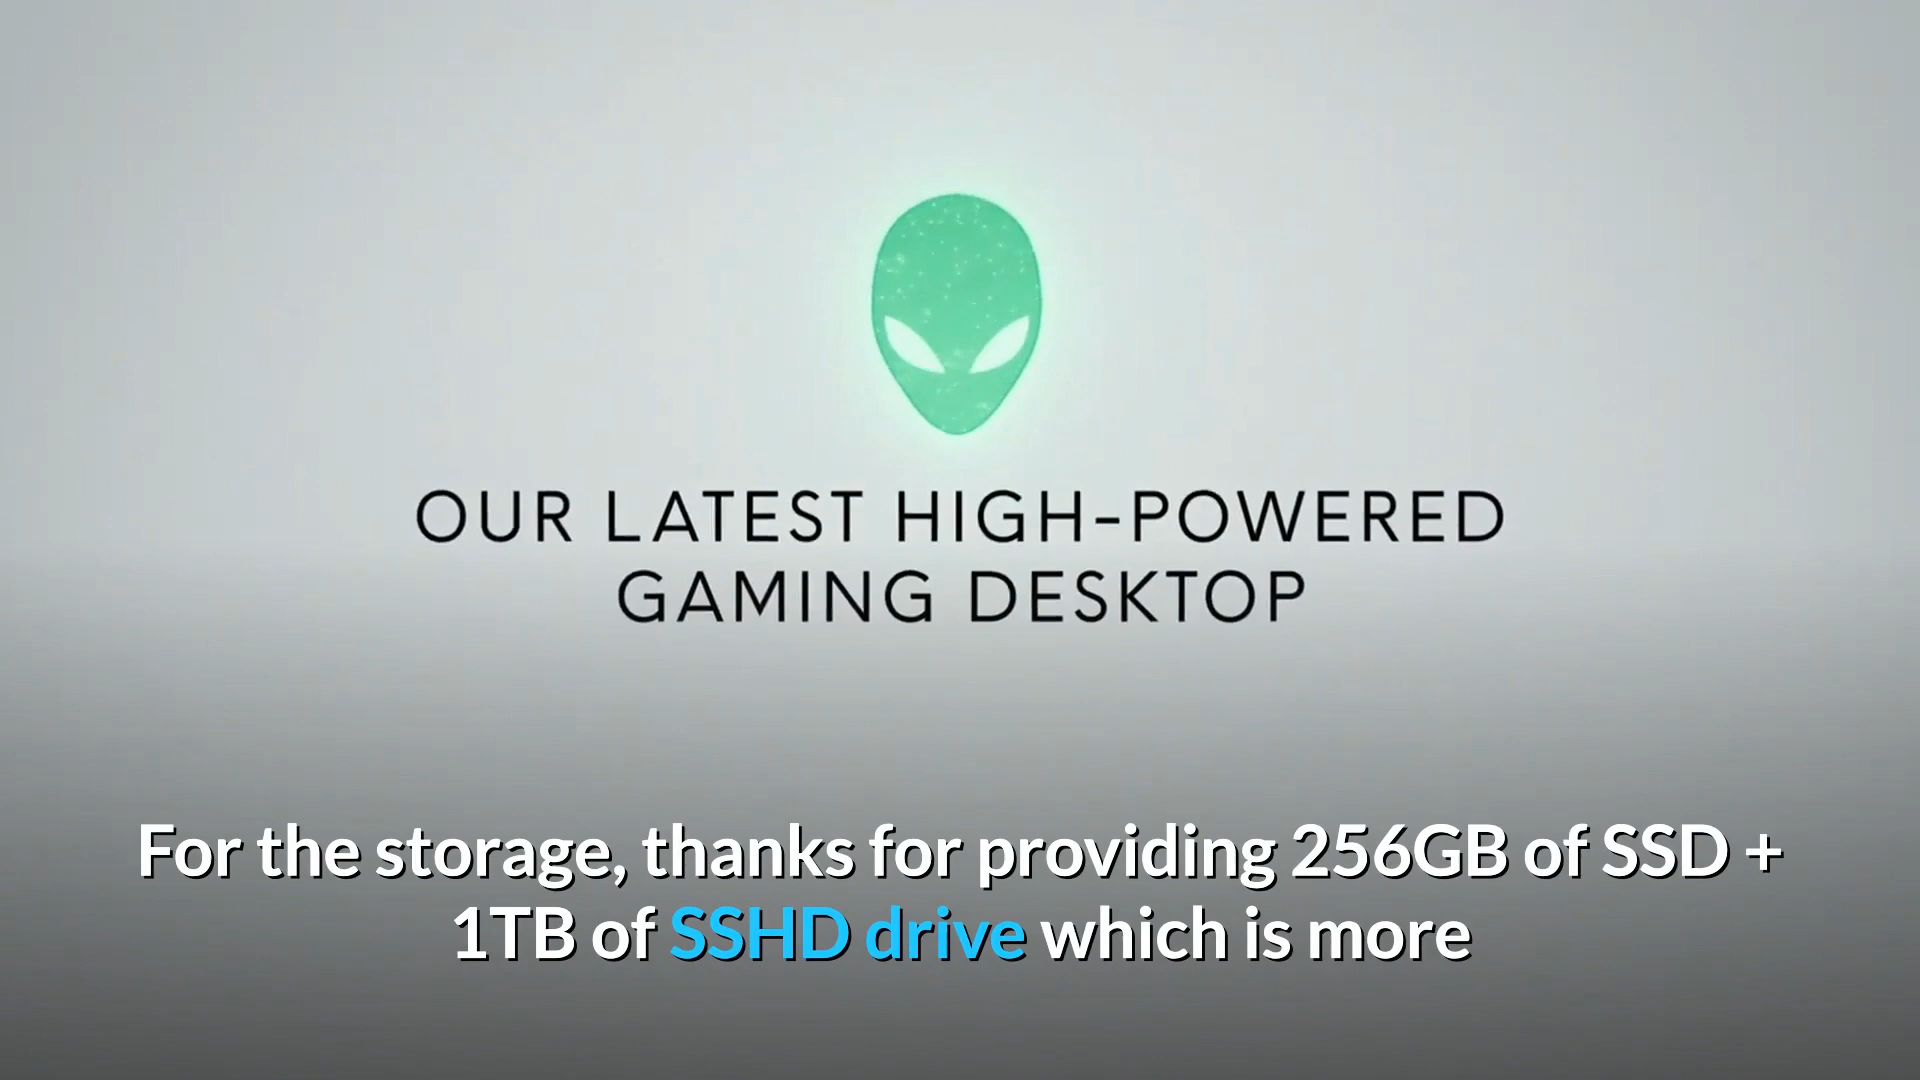 OUR LATEST HIGH-POWERED
GAMING DESKTOP
For the storage, thanks for providing 256GB of SSD +
1TB of SSHD drive which is more